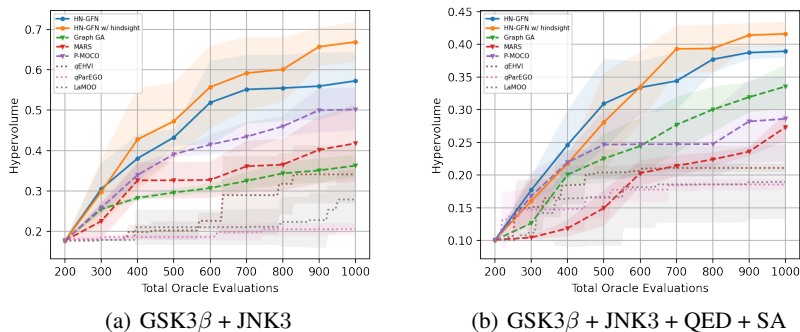 (a)
Hypervolume
0.7
0.6
0.5
0.4
0.3
0.2
HN-GFN
HN-GFN w/ hindsight
Graph GA
MARS
P-MOCO
qEHVI
qParEGO
LaMOO
200 300 400 500 600 700 800 900 1000
Total Oracle Evaluations
(a) GSK3β + JNK3
(b)
Hypervolume
0.45
0.40
0.35
0.30
0.25
0.20
0.15
0.10
HN-GFN
HN-GFN w/ hindsight
Graph GA
MARS
P-MOCO
qEHVI
qParEGO
LaMOO
200 300 400 500 600 700 800 900 1000
Total Oracle Evaluations
(b) GSK3β + JNK3 + QED + SA